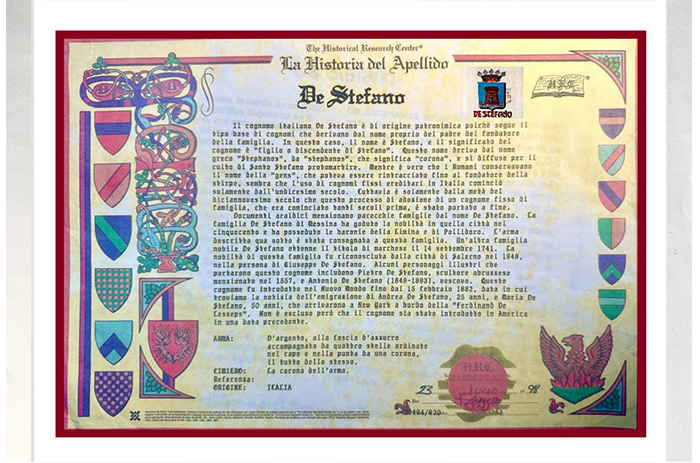 The Historical Research Center®
La Historia del Apellido
De Stefano
DE STEFANO
H.R.C.
Il cognome italiano De Stefano è di origine patronimica poichè segue il
tipo base di cognomi che derivano dal nome proprio del padre del fondatore
della famiglia. In questo caso, il nome è Stefano, e il significato del
cognome è "figlio o discendente di Stefano". Questo nome deriva dal nome
greco "Stephanos", da "stephanos", che significa "corona", e si diffuse per il
culto di Santo Stefano protomartire. Mentre è vero che i Romani conservavano
il nome della "gens", che poteva essere rintracciato fino al fondatore della
skirpe, sembra che l'uso di cognomi fissi ereditari in Italia cominciò
solamente dall'undicesimo secolo. Tuttavia è solamente dalla metà del
diciannovesimo secolo che questo processo di adozione di un cognome fisso di
famiglia, che era cominciato tanti secoli prima, è stato portato a fine.
Documenti araldici menzionano parecchie famiglie dal nome De Stefano. La
famiglia De Stefano di Messina ha goduto la nobiltà in quella città dal
cinquecento e ha posseduto le baronie della Limina e di Pallidoro. L'arma
descritta qua sotto è stata consegnata a questa famiglia. Un'altra famiglia
nobile De Stefano ottenne il titolo di marchese il 14 settembre 1741. La
nobiltà di questa famiglia fu riconosciuta dalla città di Salerno nel 1848,
nella persona di Giuseppe De Stefano. Alcuni personaggi illustri che
portarono questo cognome includono Pietro De Stefano, scultore abruzzese
menzionato nel 1557, e Antonio De Stefano (1848-1893), vescovo. Questo
cognome fu introdotto nel Nuovo Mondo fino dal 16 febbraio 1882, data in cui
troviamo la notizia dell'emigrazione di Andrea De Stefano, 25 anni, e Maria De
Stefano, 50 anni, che arrivarono a New York a bordo della "Ferdinand De
Lesseps". Non è escluso però che il cognome sia stato introdotto in America
in una data precedente.
ARMA: D'argento, alla fascia d'azzurro
accompagnata da quattro stelle ordinate
nel capo e nella punta da una corona,
il tutto dello stesso.
CIMIERO: La corona dell'arma.
Referenza:
ORIGINE: ITALIA
H.R.C.
23
98